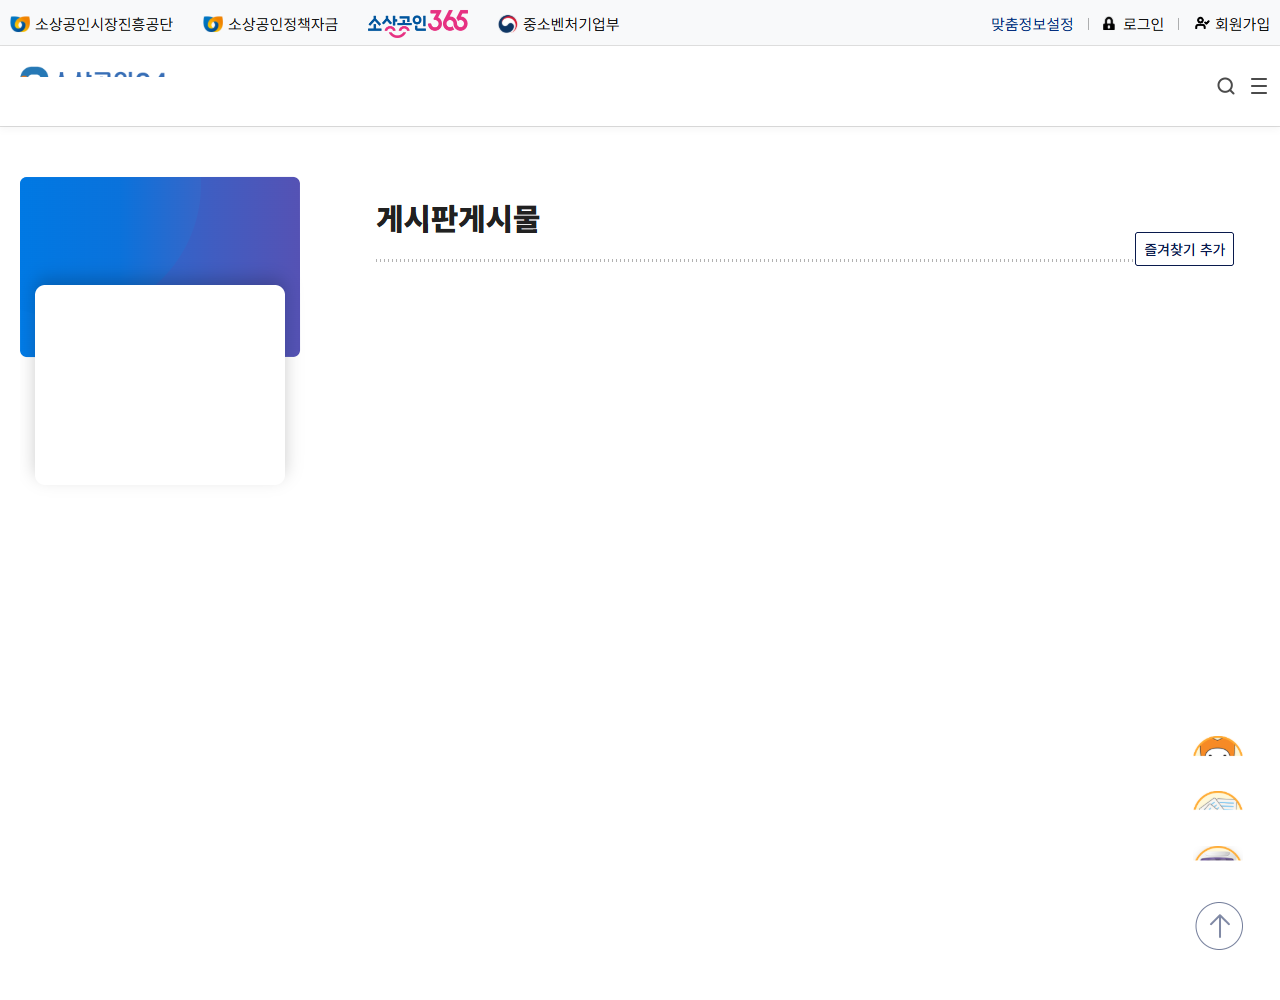 소상공인시장진흥공단
소상공인정책자금
소상공인365
중소벤처기업부
맞춤정보설정
로그인
회원가입
게시판게시물
즐겨찾기 추가